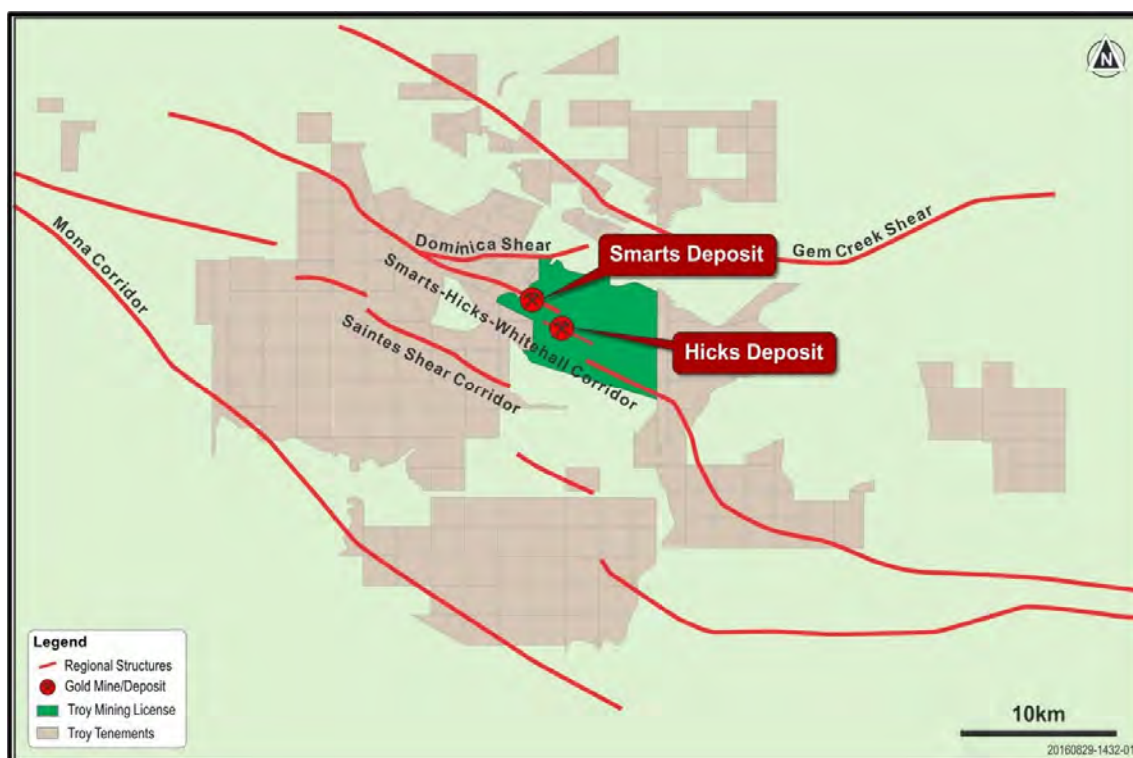 N
Mona Corridor
Dominica Shear
Smarts Deposit
Gem Creek Shear
Smarts-Hicks-Whitehall Corridor
Hicks Deposit
Saintes Shear Corridor
Legend
Regional Structures
Gold Mine/Deposit
Troy Mining License
Troy Tenements
10km
20160829-1432-01